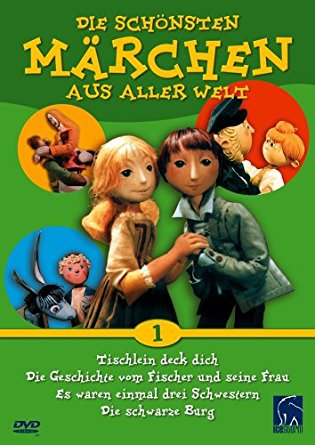 DIE SCHÖNSTEN
MÄRCHEN
AUS ALLER WELT
1
Tischlein deck dich
Die Geschichte vom Fischer und seine Frau
Es waren einmal drei Schwestern
Die schwarze Burg
DVD
VIDEO